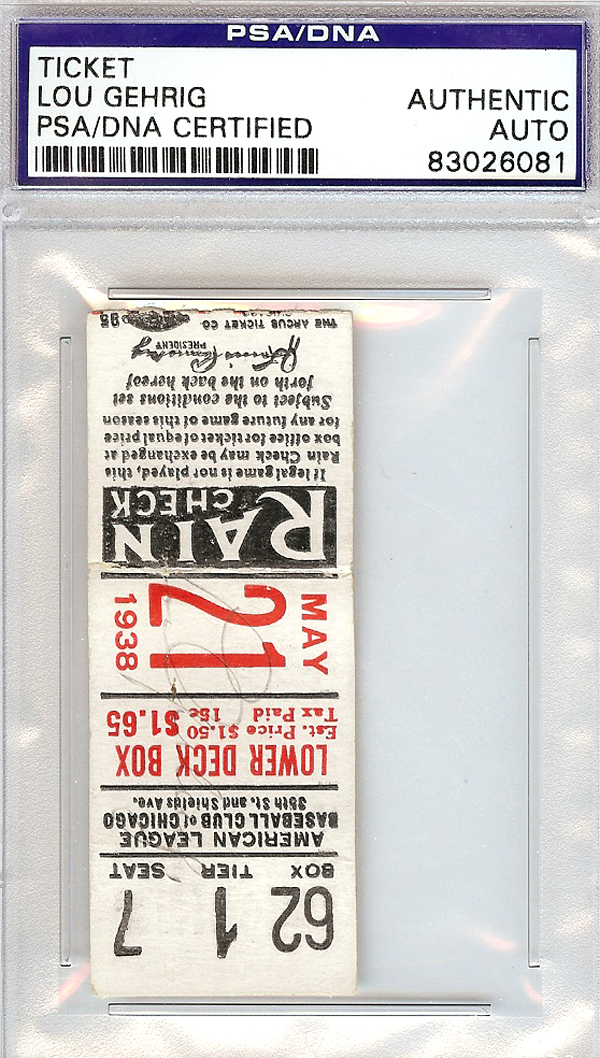 PSA/DNA
TICKET
LOU GEHRIG
PSA/DNA CERTIFIED
AUTHENTIC
AUTO
83026081
62 1 7
BOX TIER SEAT
AMERICAN LEAGUE
BASEBALL CLUB of CHICAGO
35th St. and Shields Ave.
LOWER DECK BOX
Est. Price $1.50
Tax Paid 15c
$1.65
MAY
21
1938
RAIN
CHECK
If legal game is not played, this
Rain Check may be exchanged at
box office for ticket of equal price
for any future game of this season
Subject to the conditions set
forth on the back hereof
PRESIDENT
THE ARCUS TICKET CO